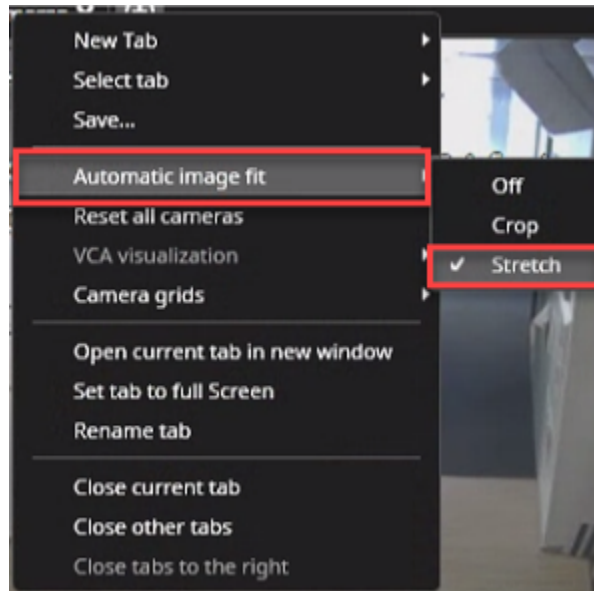 New Tab
Select tab
Save...
Automatic image fit
Reset all cameras
VCA visualization
Camera grids
Open current tab in new window
Set tab to full Screen
Rename tab
Close current tab
Close other tabs
Close tabs to the right
Off
Crop
Stretch